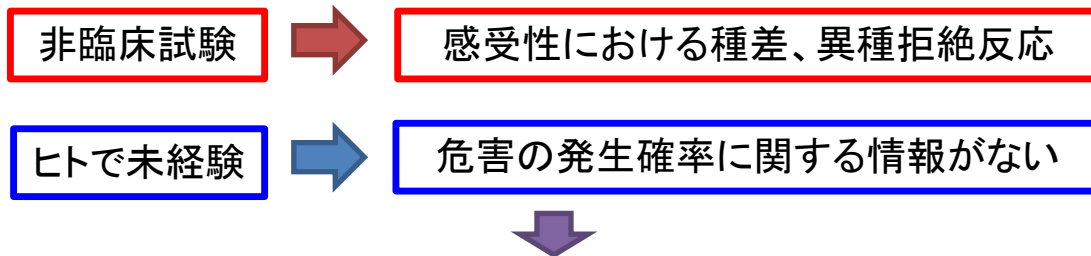 非臨床試験
感受性における種差、異種拒絶反応
ヒトで未経験
危害の発生確率に関する情報がない